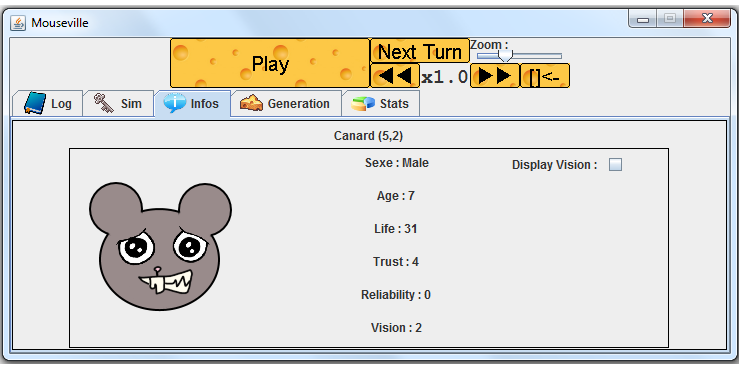 Mouseville
Play
Next Turn
Zoom :
x1.0
[]<-
Log
Sim
Infos
Generation
Stats
Canard (5,2)
Sexe : Male
Display Vision :
Age : 7
Life : 31
Trust : 4
Reliability : 0
Vision : 2